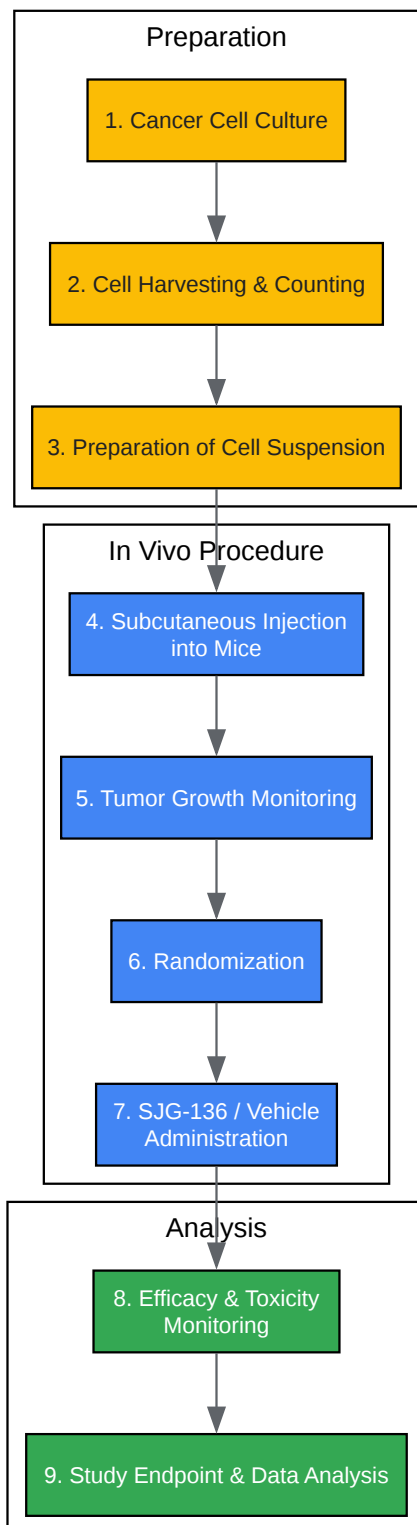 Preparation
1. Cancer Cell Culture
2. Cell Harvesting & Counting
3. Preparation of Cell Suspension
In Vivo Procedure
4. Subcutaneous Injection
into Mice
5. Tumor Growth Monitoring
6. Randomization
7. SJG-136 / Vehicle
Administration
Analysis
8. Efficacy & Toxicity
Monitoring
9. Study Endpoint & Data Analysis